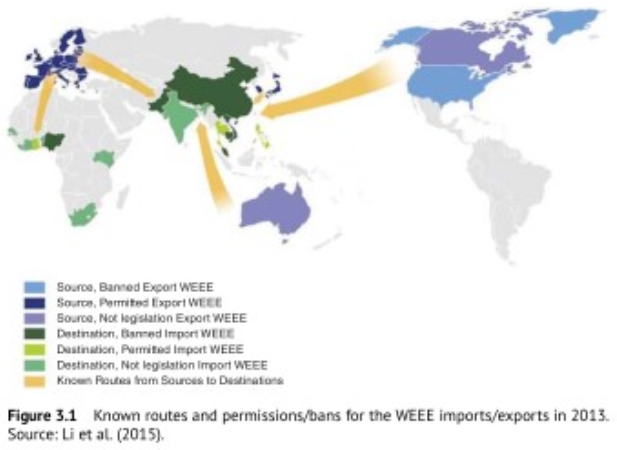 Source, Banned Export WEEE
Source, Permitted Export WEEE
Source, Not legislation Export WEEE
Destination, Banned Import WEEE
Destination, Permitted Import WEEE
Destination, Not legislation Import WEEE
Known Routes from Sources to Destinations
Figure 3.1 Known routes and permissions/bans for the WEEE imports/exports in 2013.
Source: Li et al. (2015).